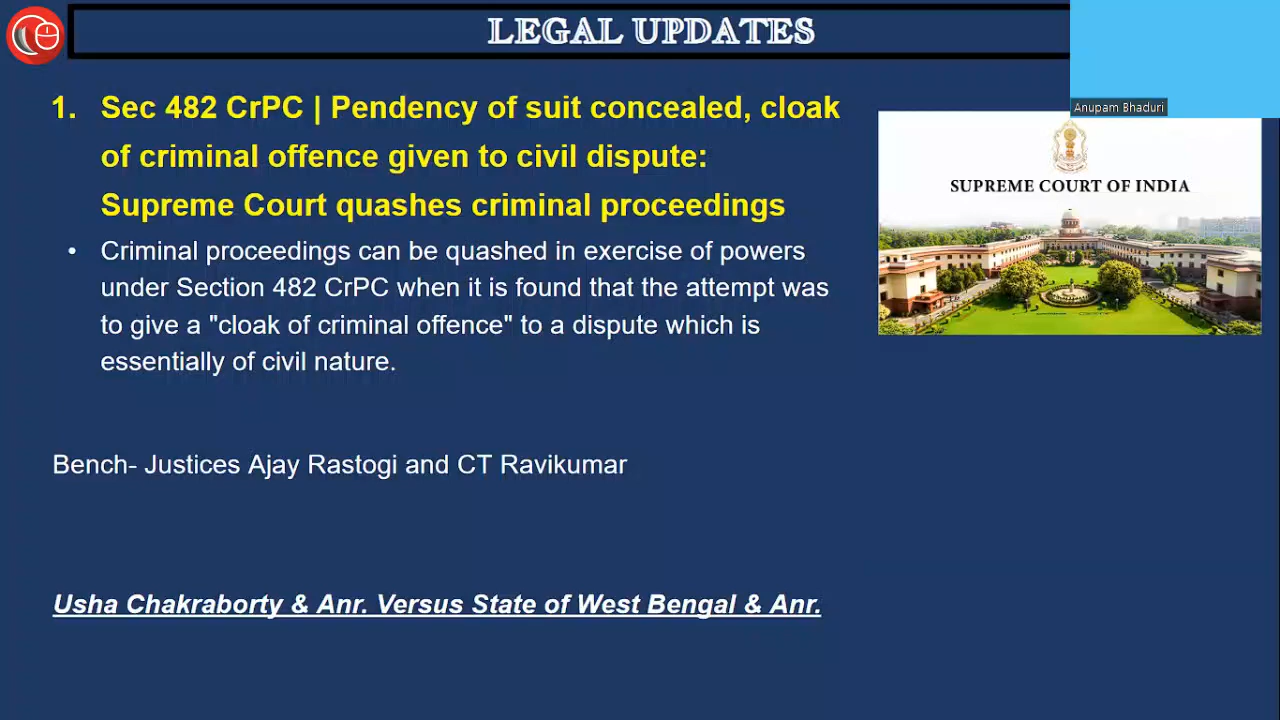 LEGAL UPDATES
Anupam Bhaduri
1. Sec 482 CrPC | Pendency of suit concealed, cloak
of criminal offence given to civil dispute:
Supreme Court quashes criminal proceedings
SUPREME COURT OF INDIA
• Criminal proceedings can be quashed in exercise of powers
under Section 482 CrPC when it is found that the attempt was
to give a "cloak of criminal offence" to a dispute which is
essentially of civil nature.
Bench- Justices Ajay Rastogi and CT Ravikumar
Usha Chakraborty & Anr. Versus State of West Bengal & Anr.